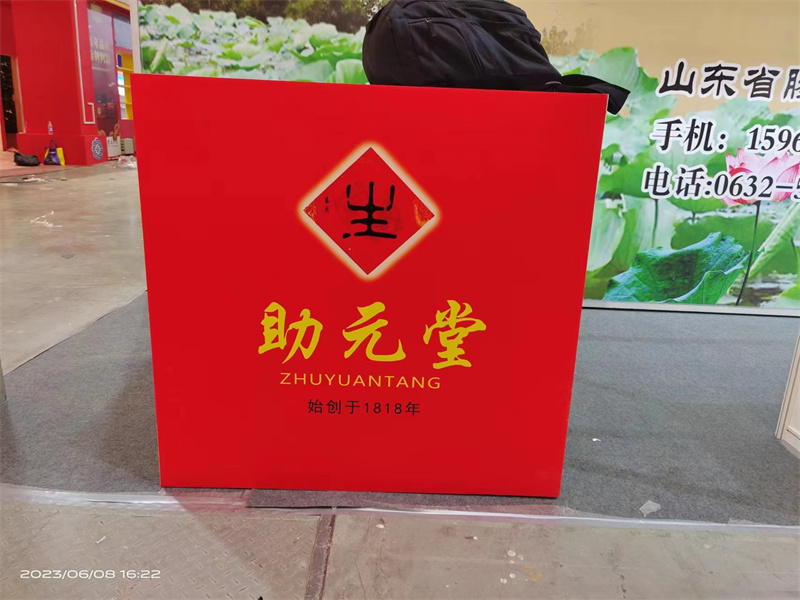 山东省滕
手机：1596
电话:0632-5
生
助元堂
ZHUYUANTANG
始创于1818年
2023/06/08 16:22